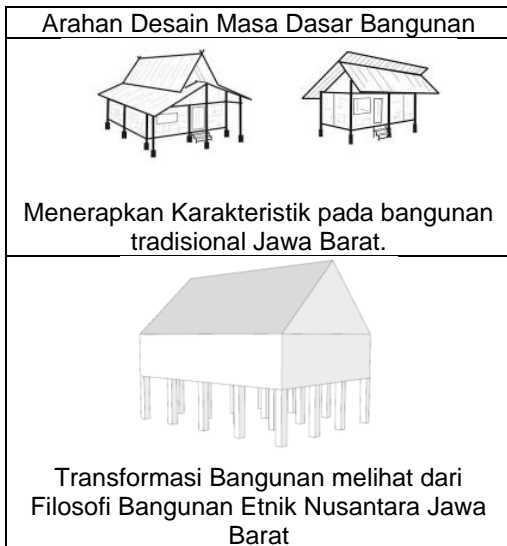 Arahan Desain Masa Dasar Bangunan
Menerapkan Karakteristik pada bangunan
tradisional Jawa Barat.
Transformasi Bangunan melihat dari
Filosofi Bangunan Etnik Nusantara Jawa
Barat